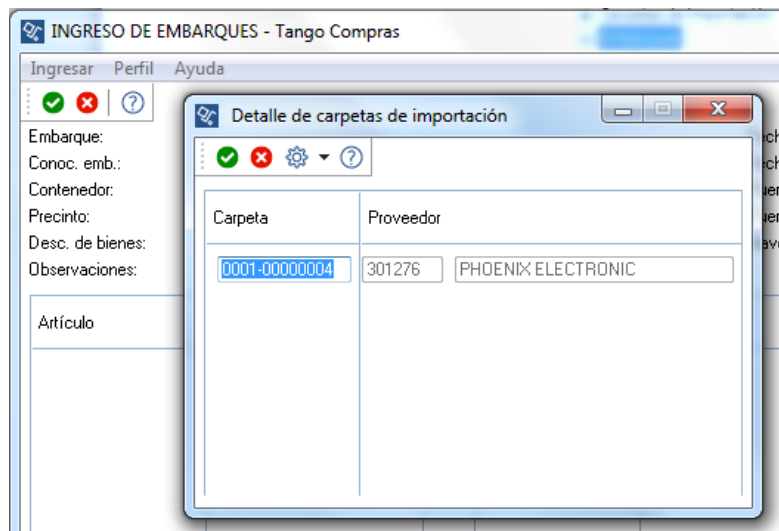 INGRESO DE EMBARQUES - Tango Compras
Ingresar Perfil Ayuda
Detalle de carpetas de importación
Embarque:
Conoc. emb.:
Contenedor:
Precinto:
Desc. de bienes:
Observaciones:
Artículo
Carpeta Proveedor
0001-00000004 301276 PHOENIX ELECTRONIC